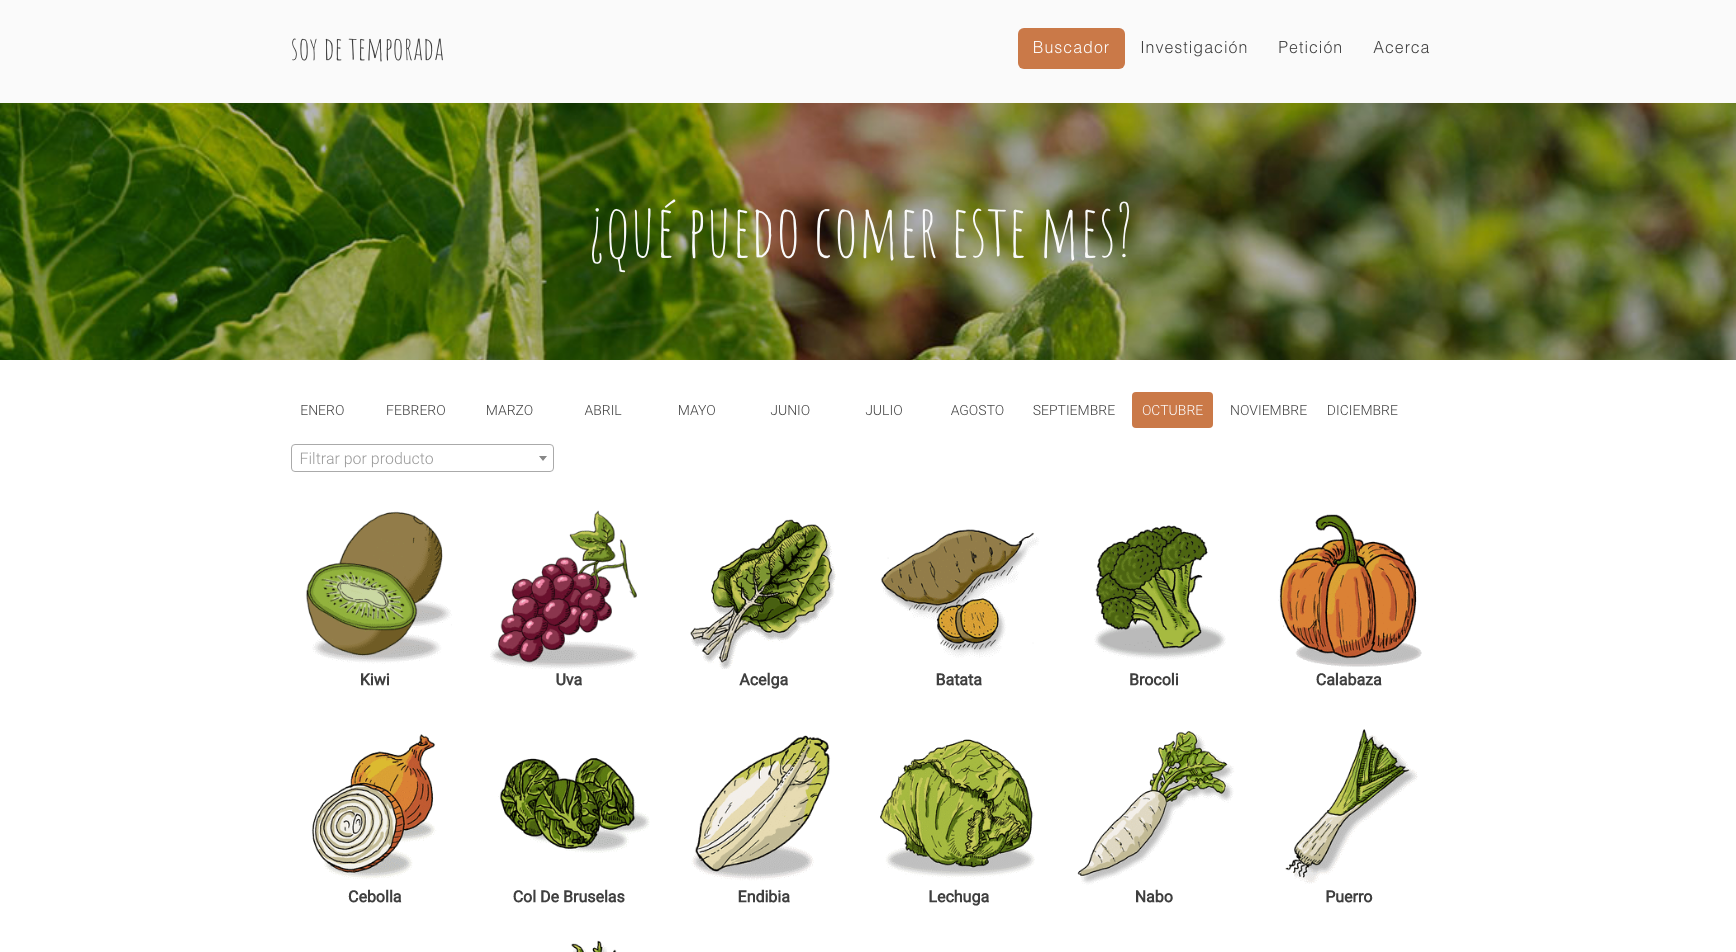 SOY DE TEMPORADA
Buscador Investigación Petición Acerca
¿QUÉ PUEDO COMER ESTE MES?
ENERO FEBRERO MARZO ABRIL MAYO JUNIO JULIO AGOSTO SEPTIEMBRE OCTUBRE NOVIEMBRE DICIEMBRE
Filtrar por producto
Kiwi Uva Acelga Batata Brocoli Calabaza
Cebolla Col De Bruselas Endibia Lechuga Nabo Puerro